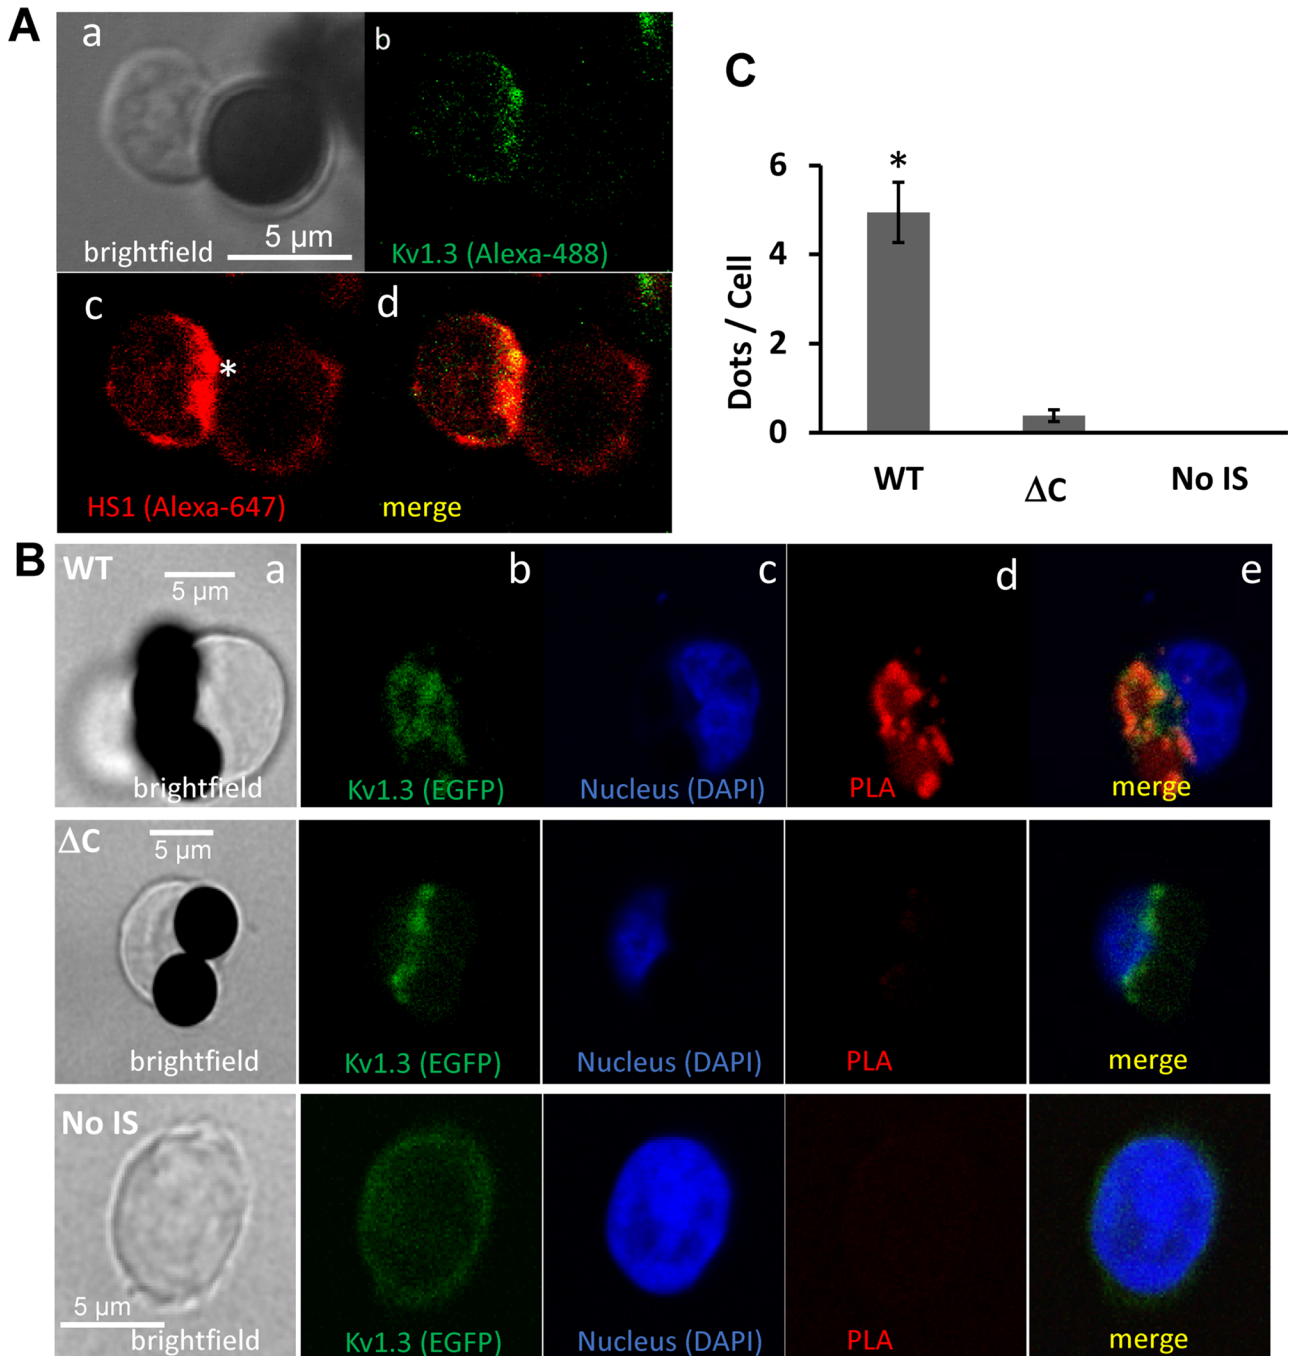 A
a
brightfield
5 µm
b
Kv1.3 (Alexa-488)
c
*
HS1 (Alexa-647)
d
merge
C
*
6
4
2
0
Dots / Cell
WT
ΔC
No IS
B
WT
a
5 µm
brightfield
b
Kv1.3 (EGFP)
c
Nucleus (DAPI)
d
PLA
e
merge
ΔC
5 µm
brightfield
Kv1.3 (EGFP)
Nucleus (DAPI)
PLA
merge
No IS
5 µm
brightfield
Kv1.3 (EGFP)
Nucleus (DAPI)
PLA
merge